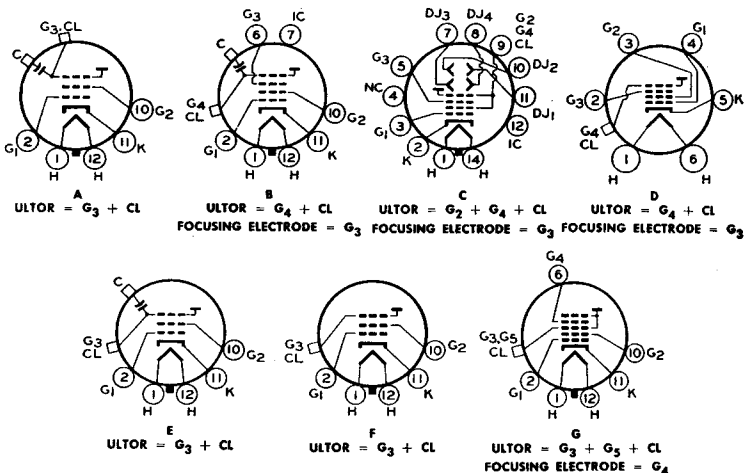 G3,CL
C
2
G1
1
H
12
H
11
K
10
G2
A
ULTOR = G3 + CL
G3
6
IC
7
C
G4
CL
2
G1
1
H
12
H
11
K
10
G2
B
ULTOR = G4 + CL
FOCUSING ELECTRODE = G3
DJ3
7
DJ4
8
G2
G4
CL
9
10
DJ2
11
DJ1
12
IC
G3
5
NC
4
G1
3
K
2
1
H
14
H
C
ULTOR = G2 + G4 + CL
FOCUSING ELECTRODE = G3
G2
3
G1
4
G3
2
5
K
G4
CL
1
H
6
H
D
ULTOR = G4 + CL
FOCUSING ELECTRODE = G3
C
G3
CL
2
G1
1
H
12
H
11
K
10
G2
E
ULTOR = G3 + CL
G3
CL
2
G1
1
H
12
H
11
K
10
G2
F
ULTOR = G3 + CL
G4
6
G3,G5
CL
2
G1
1
H
12
H
11
K
10
G2
G
ULTOR = G3 + G5 + CL
FOCUSING ELECTRODE = G4